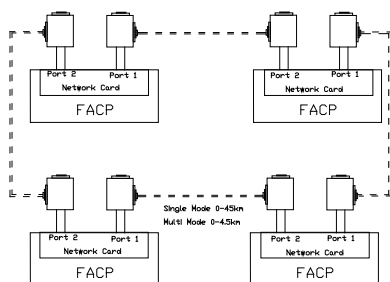 Port 2 Port 1 Port 2 Port 1
Network Card Network Card
FACP FACP
Single Mode 0-45km
Multi Mode 0-4.5km
Port 2 Port 1 Port 2 Port 1
Network Card Network Card
FACP FACP